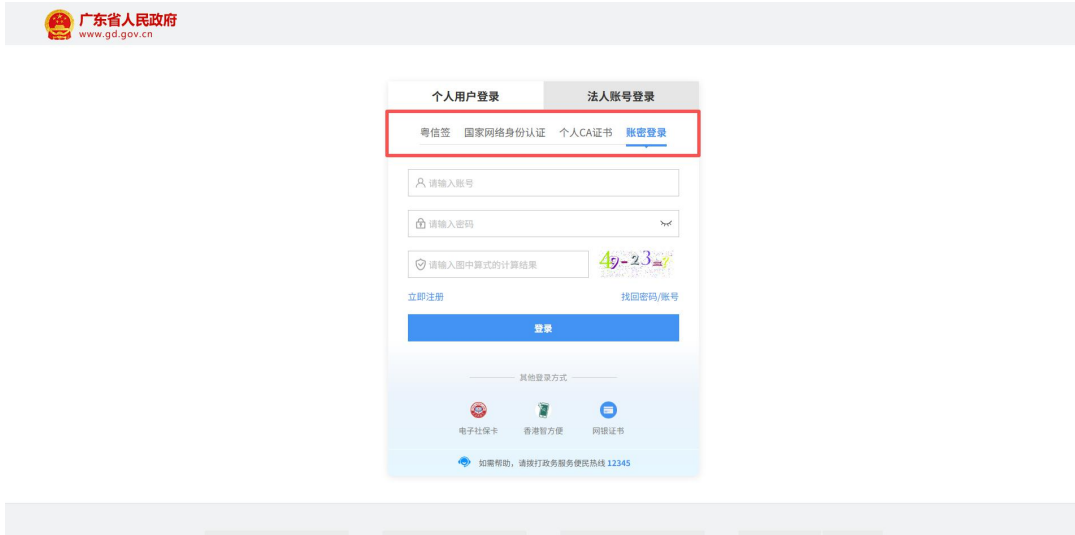 广东省人民政府
www.gd.gov.cn
个人用户登录 法人账号登录
粤信签 国家网络身份认证 个人CA证书 账密登录
请输入账号
请输入密码
请输入图中算式的计算结果 49-23=?
立即注册 找回密码/账号
登录
其他登录方式
电子社保卡 香港智方便 网银证书
如需帮助，请拨打政务服务便民热线 12345